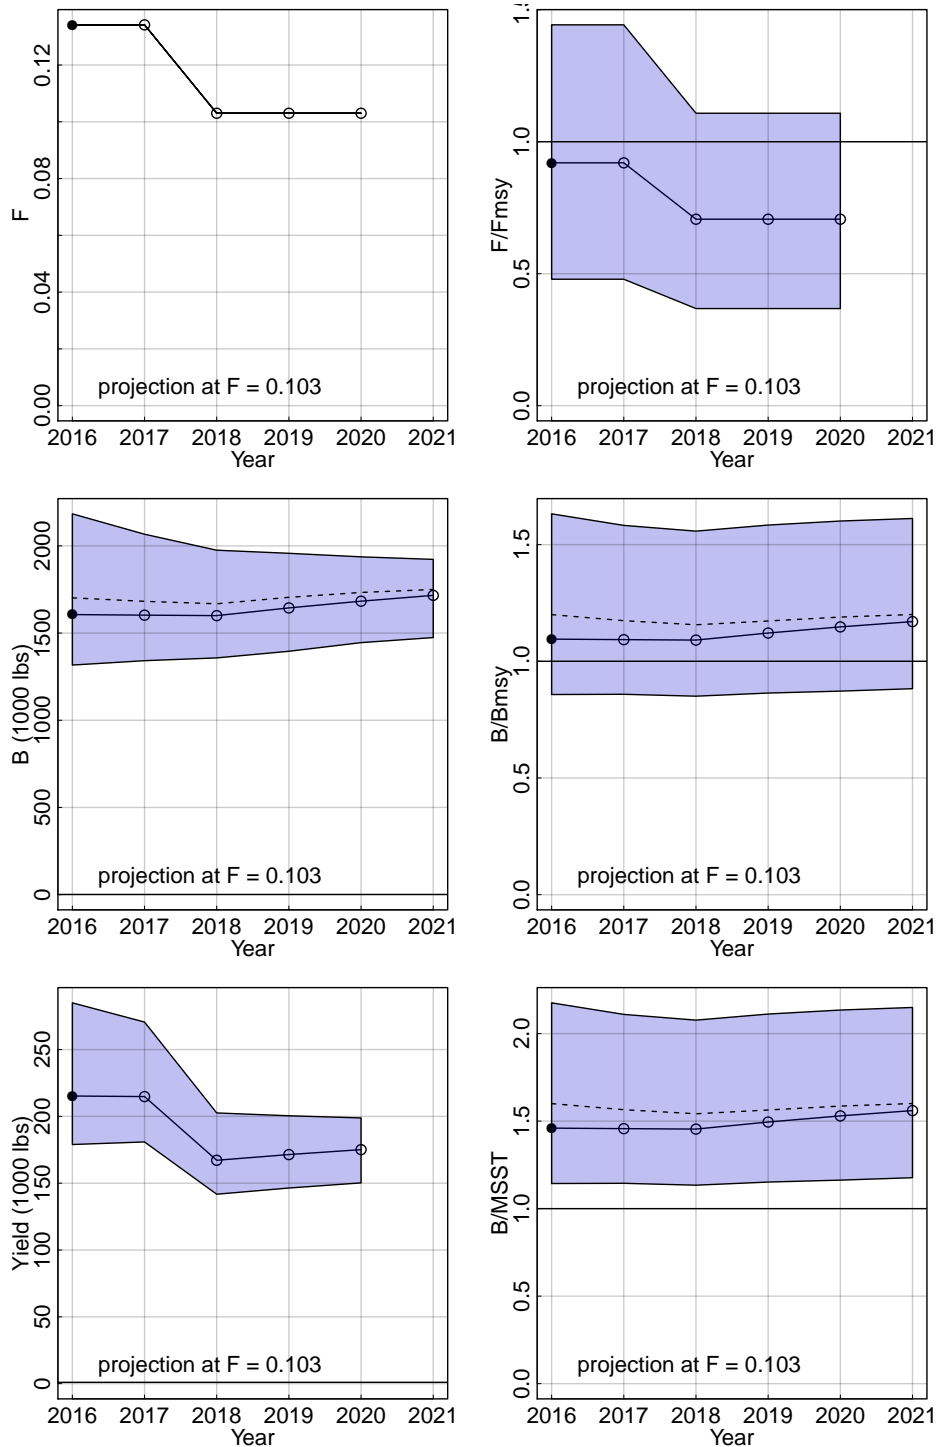 0.00 0.04 0.08 0.12
F
projection at F = 0.103
2016 2017 2018 2019 2020 2021
Year
0.0 0.5 1.0
F/Fmsy
projection at F = 0.103
2016 2017 2018 2019 2020 2021
Year
0 500 1000 1500 2000
B (1000 lbs)
projection at F = 0.103
2016 2017 2018 2019 2020 2021
Year
0.0 0.5 1.0 1.5
B/Bmsy
projection at F = 0.103
2016 2017 2018 2019 2020 2021
Year
0 50 100 150 200 250
Yield (1000 lbs)
projection at F = 0.103
2016 2017 2018 2019 2020 2021
Year
0.0 0.5 1.0 1.5 2.0
B/MSST
projection at F = 0.103
2016 2017 2018 2019 2020 2021
Year